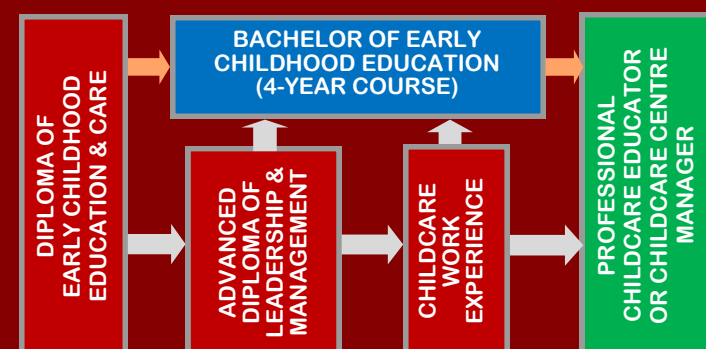 DIPLOMA OF
EARLY CHILDHOOD
EDUCATION & CARE
BACHELOR OF EARLY
CHILDHOOD EDUCATION
(4-YEAR COURSE)
ADVANCED
DIPLOMA OF
LEADERSHIP &
MANAGEMENT
CHILDCARE
WORK
EXPERIENCE
PROFESSIONAL
CHILDCARE EDUCATOR
OR CHILDCARE CENTRE
MANAGER